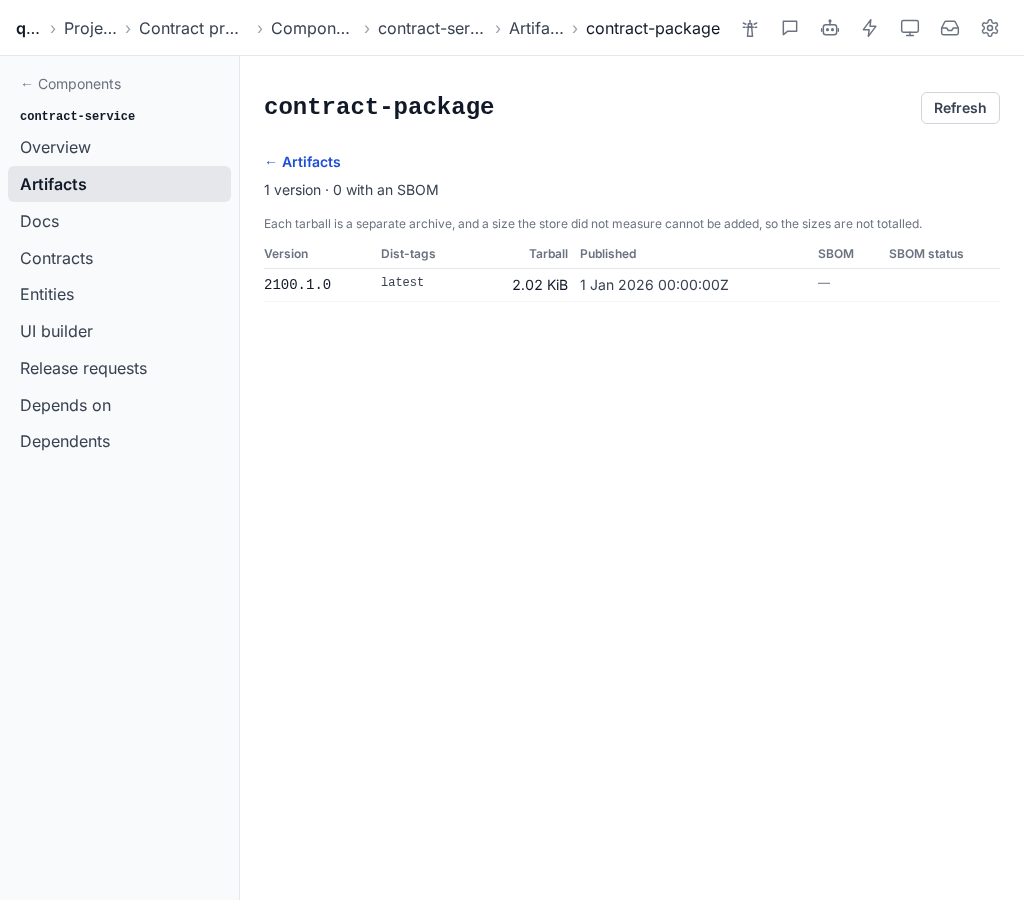 q... › Proje... › Contract pr... › Compon... › contract-ser... › Artifa... › contract-package
← Components
contract-service
Overview
Artifacts
Docs
Contracts
Entities
UI builder
Release requests
Depends on
Dependents
contract-package
Refresh
← Artifacts
1 version · 0 with an SBOM
Each tarball is a separate archive, and a size the store did not measure cannot be added, so the sizes are not totalled.
Version Dist-tags Tarball Published SBOM SBOM status
2100.1.0 latest 2.02 KiB 1 Jan 2026 00:00:00Z —